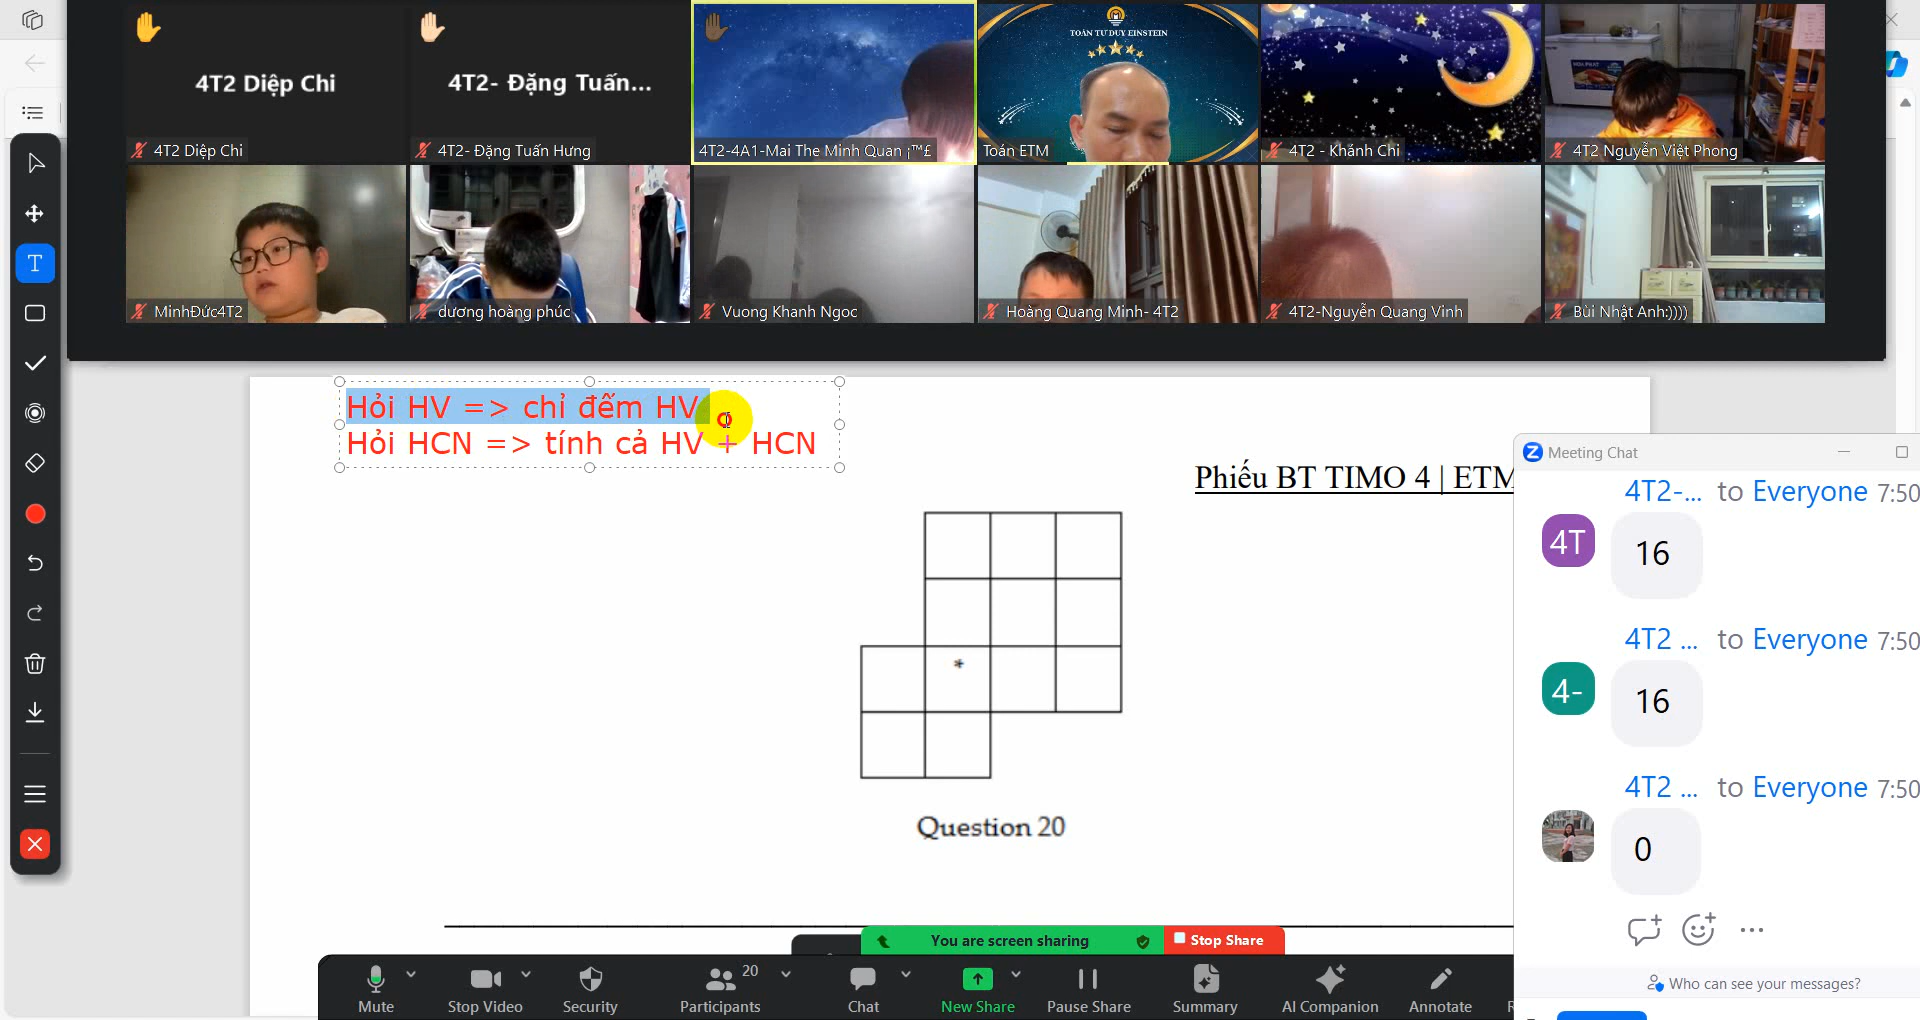 4T2 Diệp Chi
4T2 Diệp Chi
4T2- Đặng Tuấn...
4T2- Đặng Tuấn Hưng
4T2-4A1-Mai The Minh Quan ¡™£
TOÁN TƯ DUY EINSTEIN
Toán ETM
4T2 - Khánh Chi
4T2 Nguyễn Việt Phong
MinhĐức4T2
dương hoàng phúc
Vuong Khanh Ngoc
Hoàng Quang Minh- 4T2
4T2-Nguyễn Quang Vinh
Bùi Nhật Anh:))))
T
Hỏi HV => chỉ đếm HV
Hỏi HCN => tính cả HV + HCN
Phiếu BT TIMO 4 | ETM
*
Question 20
Meeting Chat
4T2-... to Everyone 7:50
4T
16
4T2 ... to Everyone 7:50
4-
16
4T2 ... to Everyone 7:50
0
Who can see your messages?
You are screen sharing
Stop Share
Mute
Stop Video
Security
Participants 20
Chat
New Share
Pause Share
Summary
AI Companion
Annotate